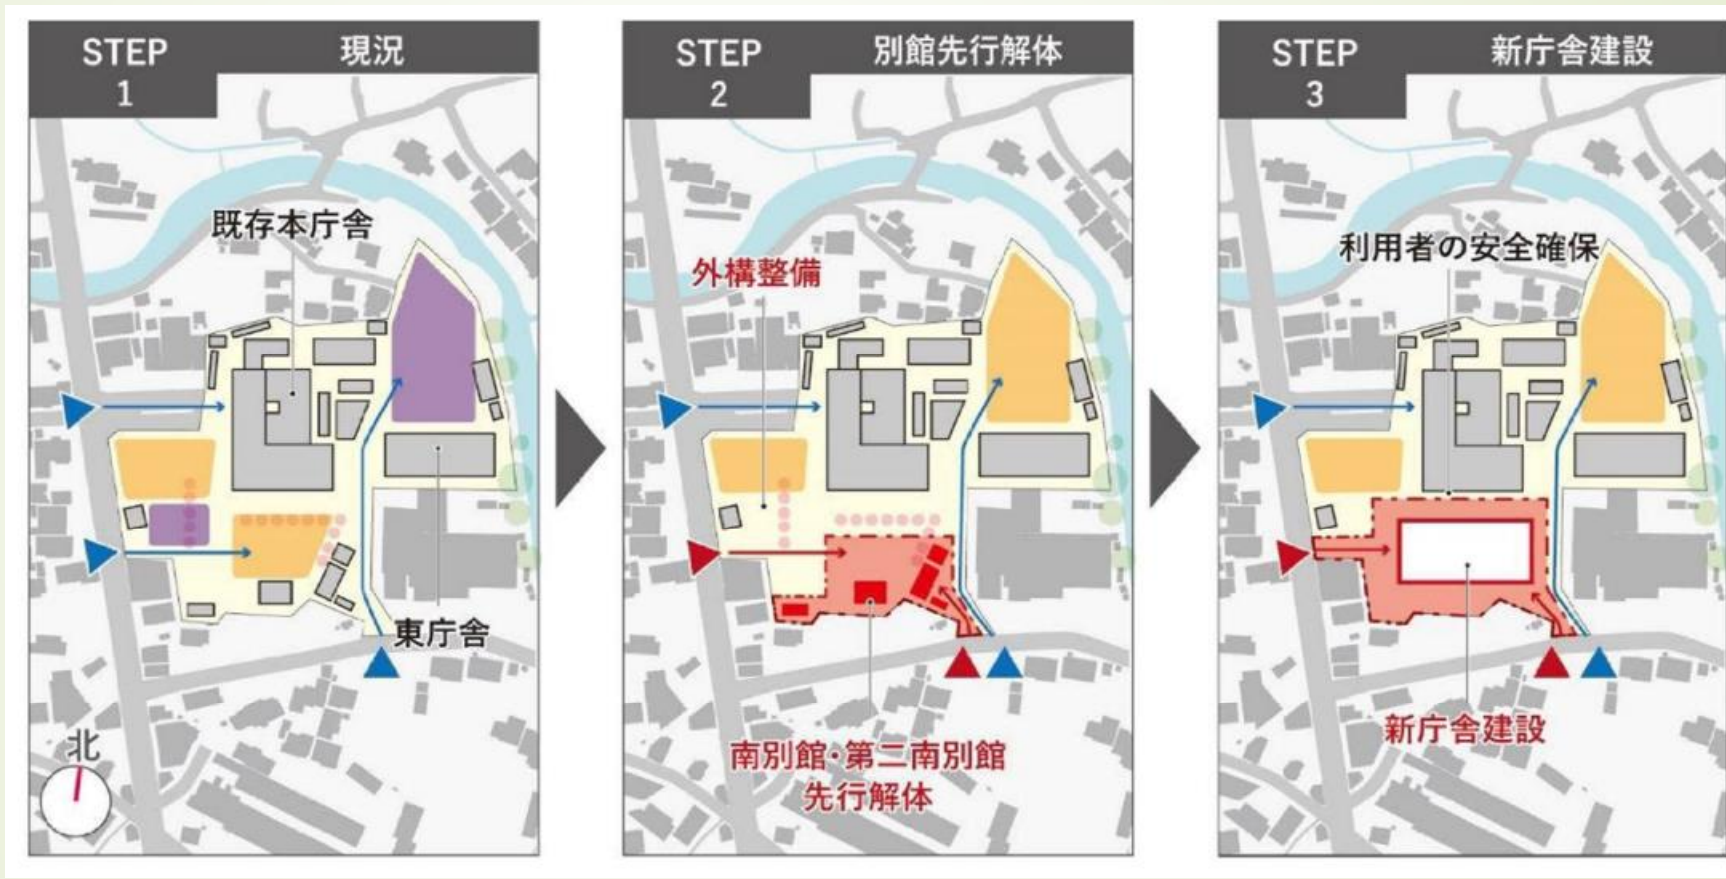 STEP
1
現況
既存本庁舎
東庁舎
北
STEP
2
別館先行解体
外構整備
南別館・第二南別館
先行解体
STEP
3
新庁舎建設
利用者の安全確保
新庁舎建設